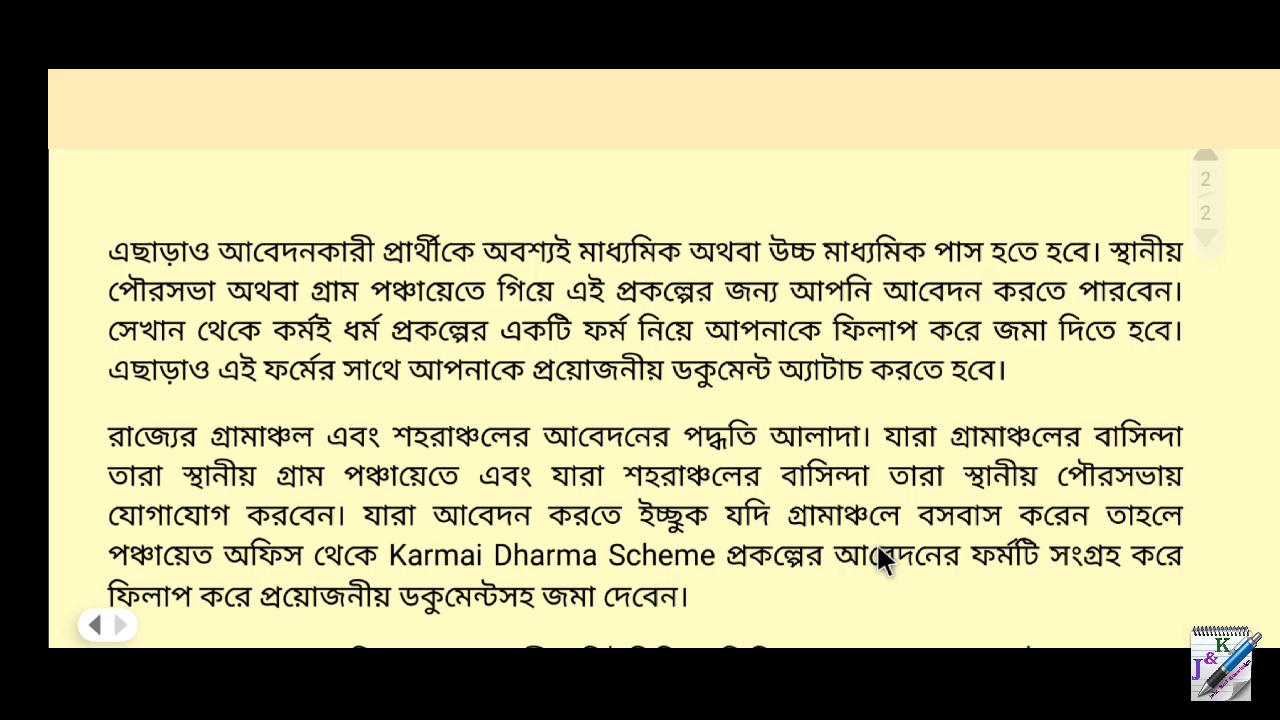 2
2
এছাড়াও আবেদনকারী প্রার্থীকে অবশ্যই মাধ্যমিক অথবা উচ্চ মাধ্যমিক পাস হতে হবে। স্থানীয়
পৌরসভা অথবা গ্রাম পঞ্চায়েতে গিয়ে এই প্রকল্পের জন্য আপনি আবেদন করতে পারবেন।
সেখান থেকে কর্মই ধর্ম প্রকল্পের একটি ফর্ম নিয়ে আপনাকে ফিলাপ করে জমা দিতে হবে।
এছাড়াও এই ফর্মের সাথে আপনাকে প্রয়োজনীয় ডকুমেন্ট অ্যাটাচ করতে হবে।
রাজ্যের গ্রামাঞ্চল এবং শহরাঞ্চলের আবেদনের পদ্ধতি আলাদা। যারা গ্রামাঞ্চলের বাসিন্দা
তারা স্থানীয় গ্রাম পঞ্চায়েতে এবং যারা শহরাঞ্চলের বাসিন্দা তারা স্থানীয় পৌরসভায়
যোগাযোগ করবেন। যারা আবেদন করতে ইচ্ছুক যদি গ্রামাঞ্চলে বসবাস করেন তাহলে
পঞ্চায়েত অফিস থেকে Karmai Dharma Scheme প্রকল্পের আবেদনের ফর্মটি সংগ্রহ করে
ফিলাপ করে প্রয়োজনীয় ডকুমেন্টসহ জমা দেবেন।
J&K